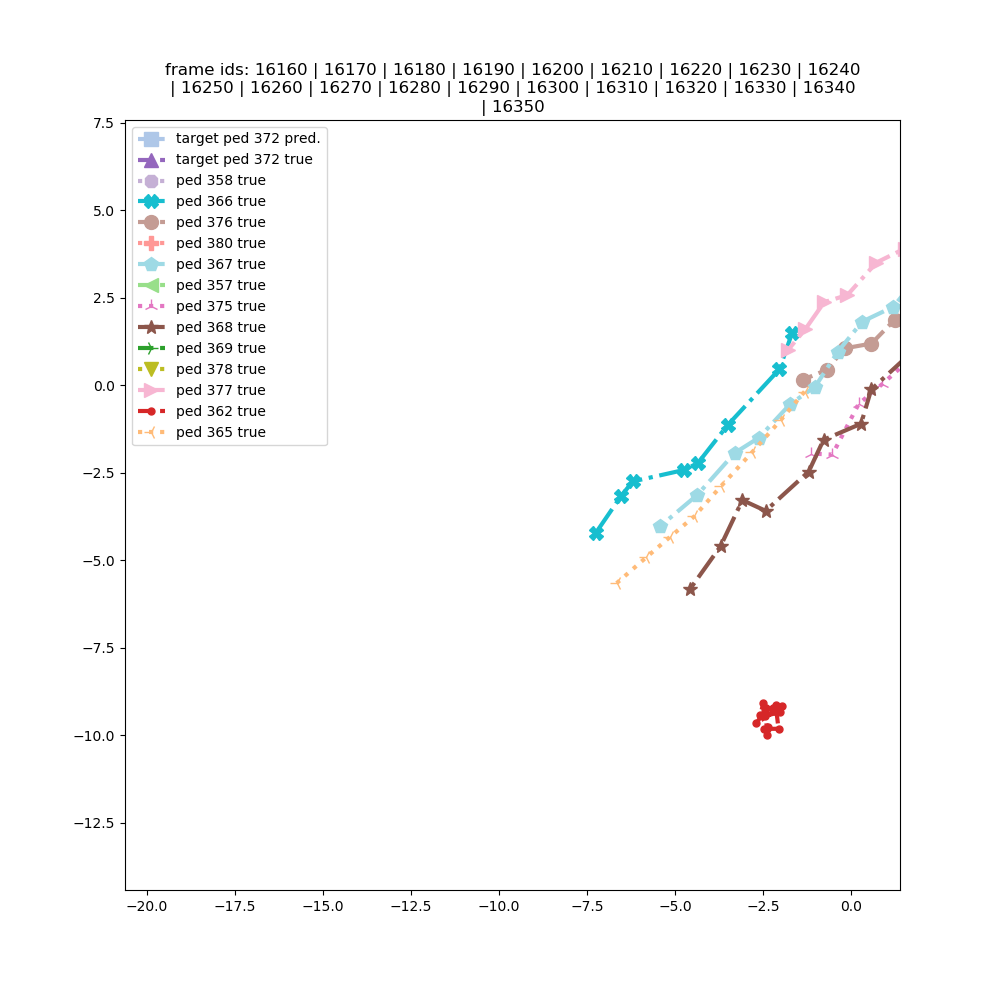 frame ids: 16160 | 16170 | 16180 | 16190 | 16200 | 16210 | 16220 | 16230 | 16240
| 16250 | 16260 | 16270 | 16280 | 16290 | 16300 | 16310 | 16320 | 16330 | 16340
| 16350
7.5
5.0
2.5
0.0
−2.5
−5.0
−7.5
−10.0
−12.5
target ped 372 pred.
target ped 372 true
ped 358 true
ped 366 true
ped 376 true
ped 380 true
ped 367 true
ped 357 true
ped 375 true
ped 368 true
ped 369 true
ped 378 true
ped 377 true
ped 362 true
ped 365 true
−20.0 −17.5 −15.0 −12.5 −10.0 −7.5 −5.0 −2.5 0.0